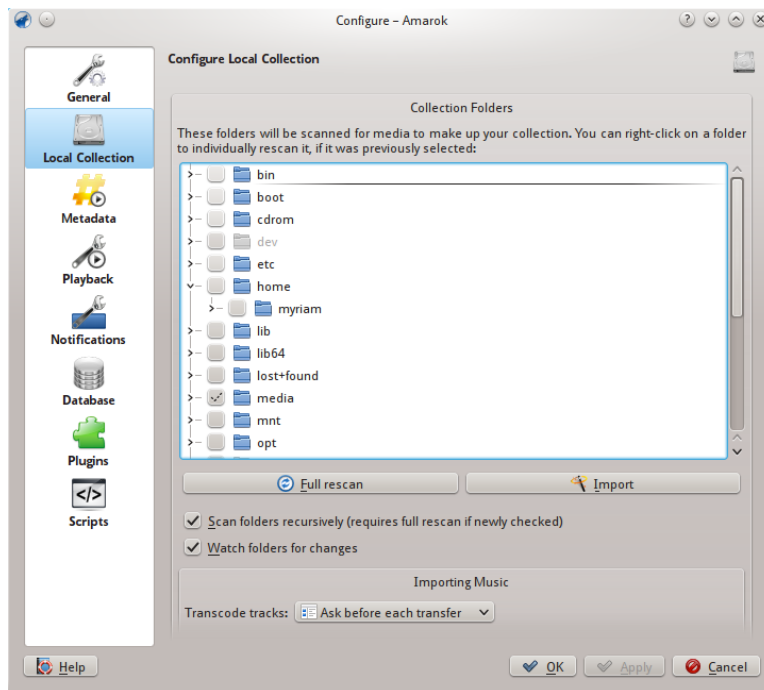 Configure – Amarok
General
Local Collection
Metadata
Playback
Notifications
Database
Plugins
Scripts
Configure Local Collection
Collection Folders
These folders will be scanned for media to make up your collection. You can right-click on a folder
to individually rescan it, if it was previously selected:
bin
boot
cdrom
dev
etc
home
myriam
lib
lib64
lost+found
media
mnt
opt
Full rescan
Import
Scan folders recursively (requires full rescan if newly checked)
Watch folders for changes
Importing Music
Transcode tracks: Ask before each transfer
Help
OK
Apply
Cancel